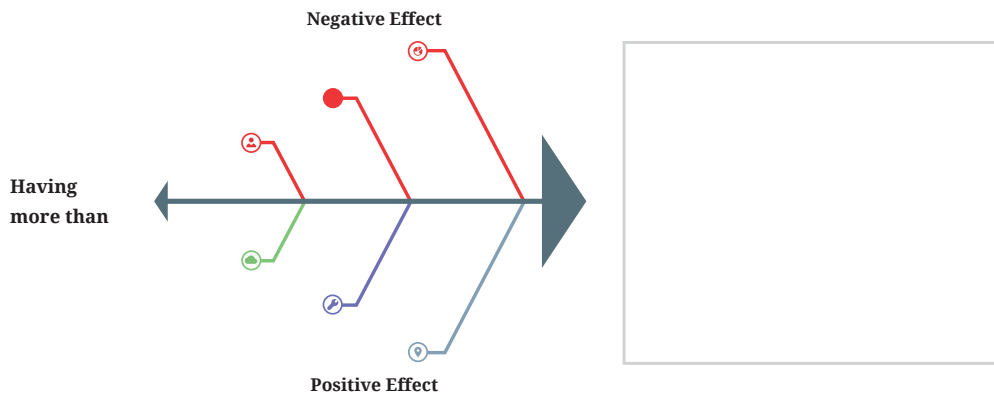 Negative Effect
Having
more than
Positive Effect